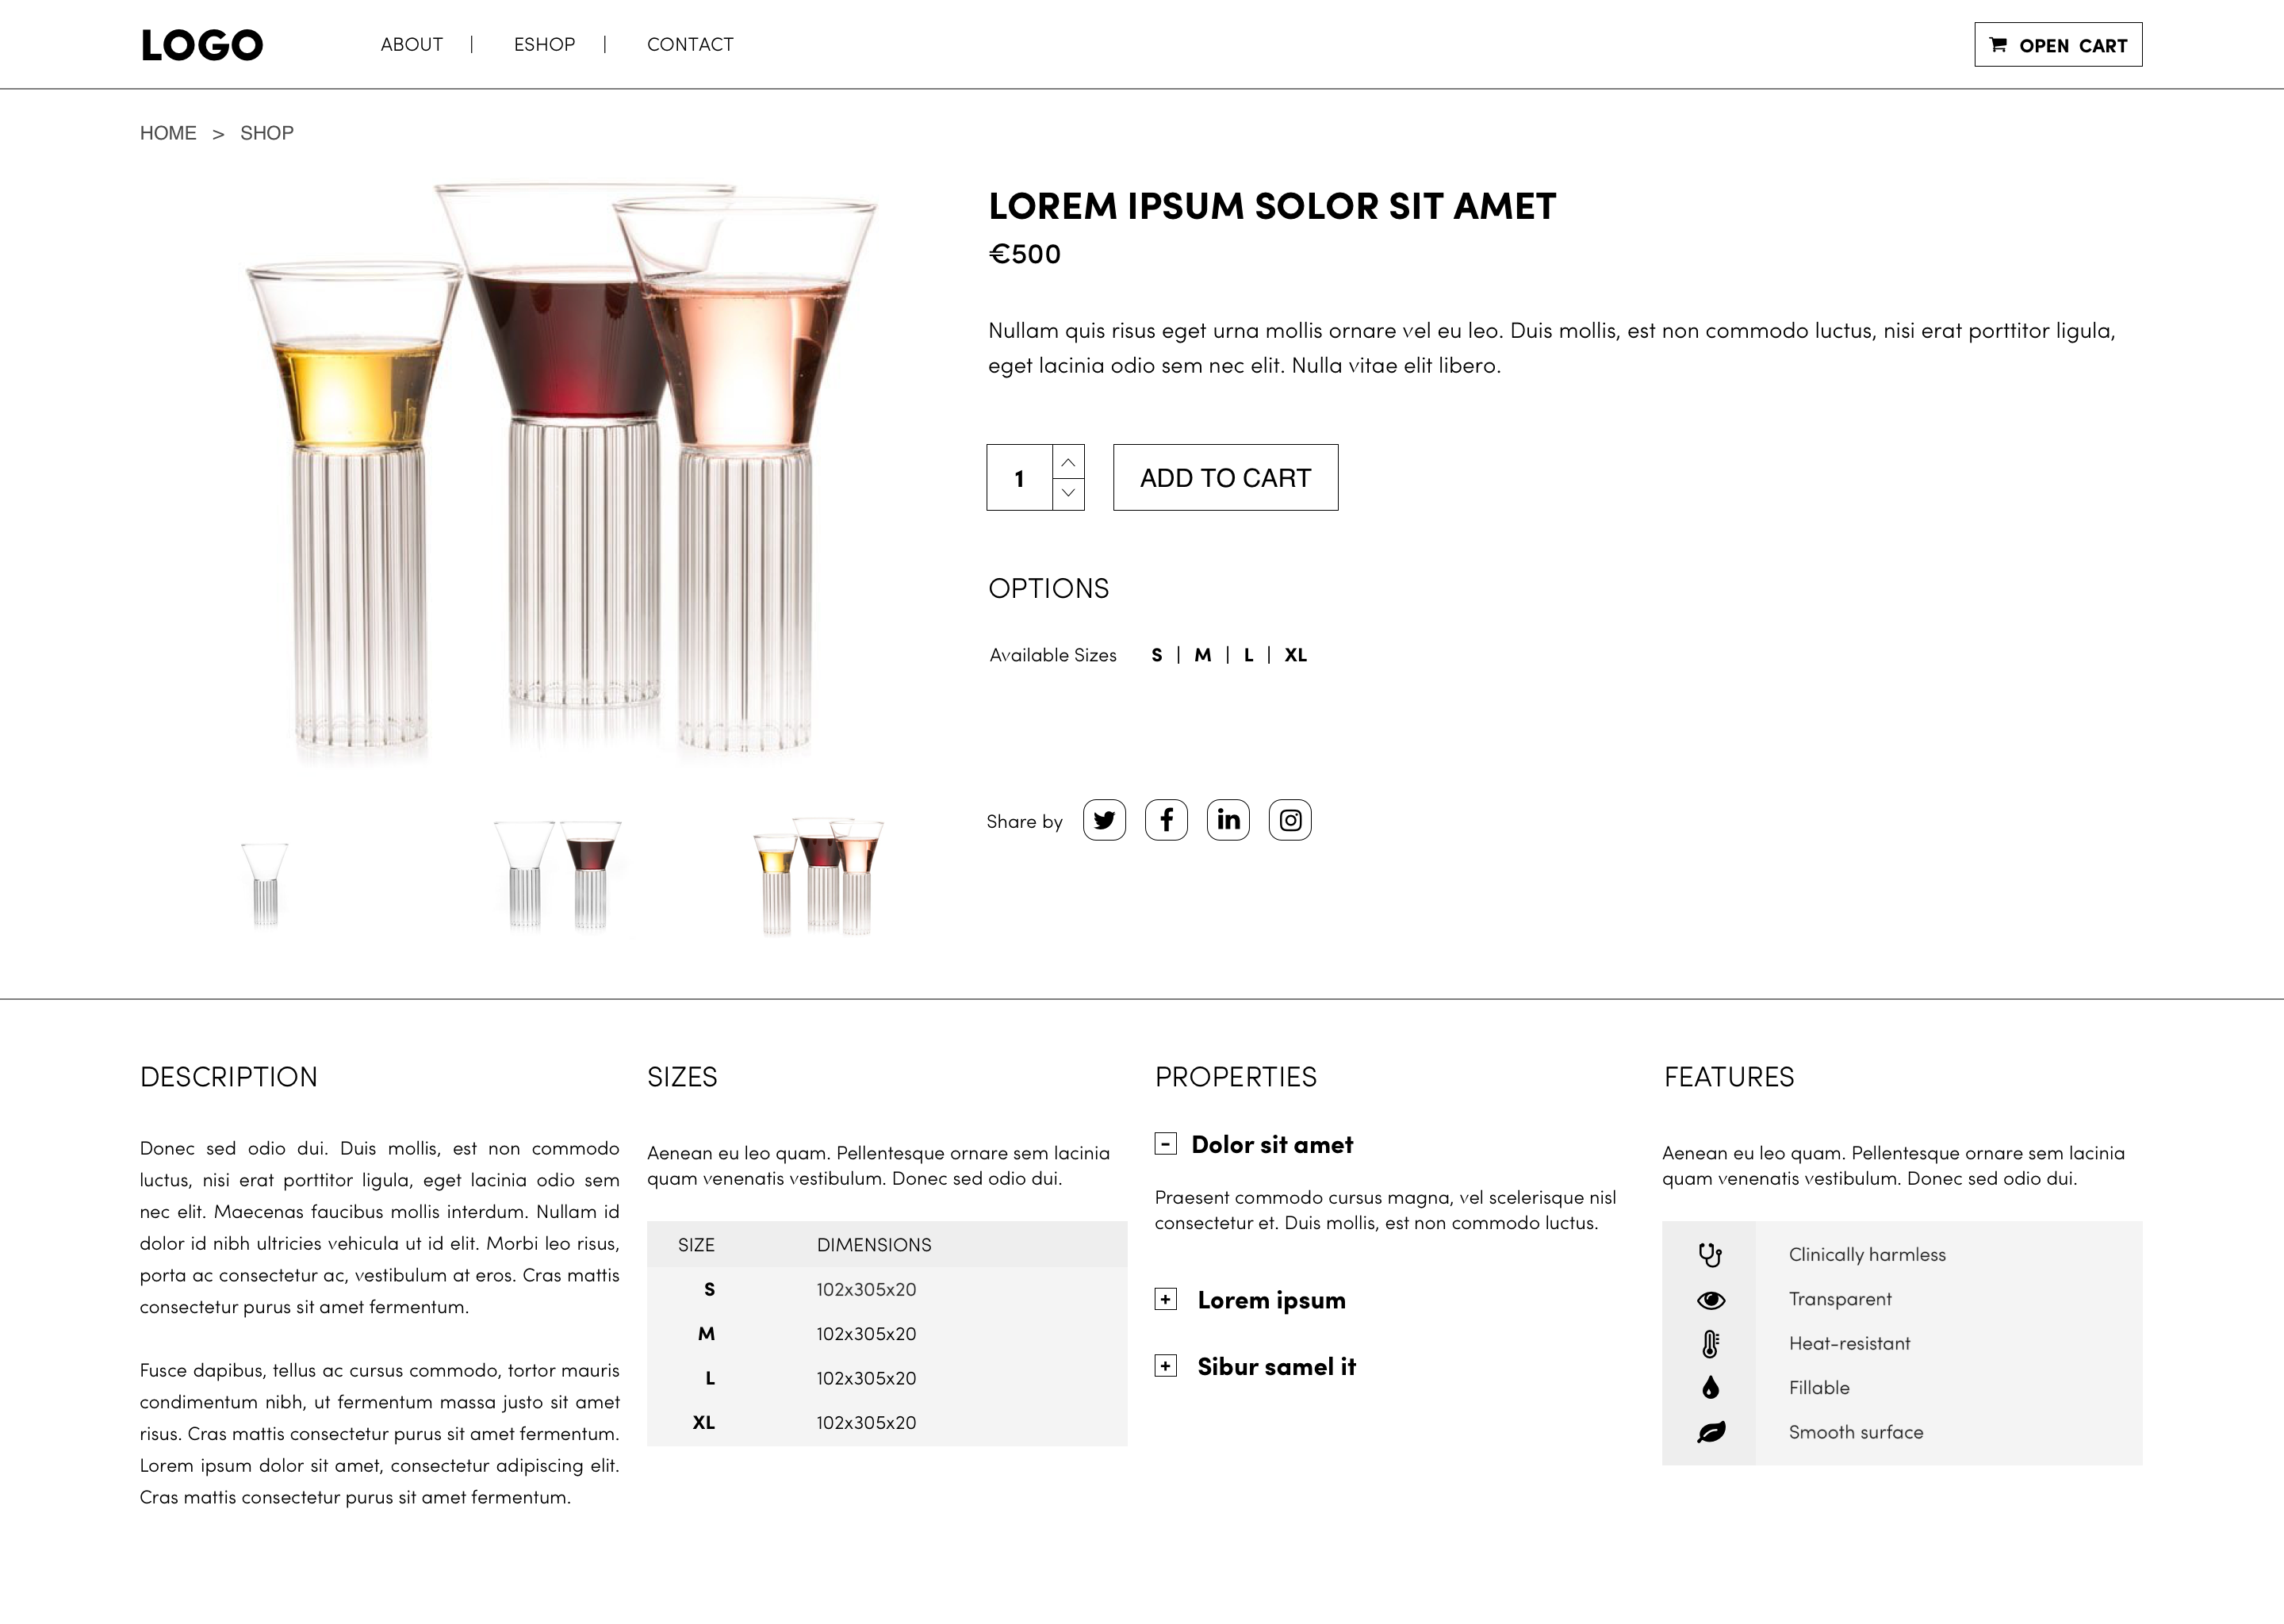 LOGO
ABOUT | ESHOP | CONTACT
OPEN CART
HOME > SHOP
LOREM IPSUM SOLOR SIT AMET
€500
Nullam quis risus eget urna mollis ornare vel eu leo. Duis mollis, est non commodo luctus, nisi erat porttitor ligula,
eget lacinia odio sem nec elit. Nulla vitae elit libero.
1
ADD TO CART
OPTIONS
Available Sizes S | M | L | XL
Share by
DESCRIPTION
Donec sed odio dui. Duis mollis, est non commodo
luctus, nisi erat porttitor ligula, eget lacinia odio sem
nec elit. Maecenas faucibus mollis interdum. Nullam id
dolor id nibh ultricies vehicula ut id elit. Morbi leo risus,
porta ac consectetur ac, vestibulum at eros. Cras mattis
consectetur purus sit amet fermentum.
Fusce dapibus, tellus ac cursus commodo, tortor mauris
condimentum nibh, ut fermentum massa justo sit amet
risus. Cras mattis consectetur purus sit amet fermentum.
Lorem ipsum dolor sit amet, consectetur adipiscing elit.
Cras mattis consectetur purus sit amet fermentum.
SIZES
Aenean eu leo quam. Pellentesque ornare sem lacinia
quam venenatis vestibulum. Donec sed odio dui.
SIZE DIMENSIONS
S 102x305x20
M 102x305x20
L 102x305x20
XL 102x305x20
PROPERTIES
- Dolor sit amet
Praesent commodo cursus magna, vel scelerisque nisl
consectetur et. Duis mollis, est non commodo luctus.
+ Lorem ipsum
+ Sibur samel it
FEATURES
Aenean eu leo quam. Pellentesque ornare sem lacinia
quam venenatis vestibulum. Donec sed odio dui.
Clinically harmless
Transparent
Heat-resistant
Fillable
Smooth surface